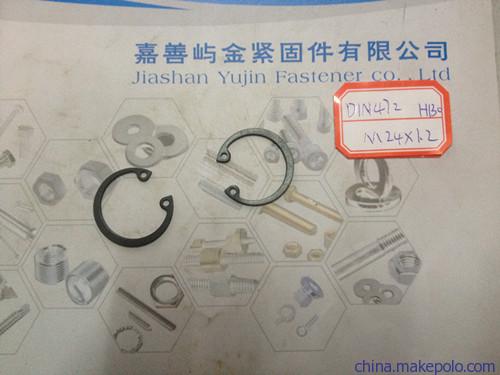 嘉善屿金紧固件有限公司
Jiashan Yujin Fastener co.,Ltd
DIN472 H130
M24X1.2
china.makepolo.com